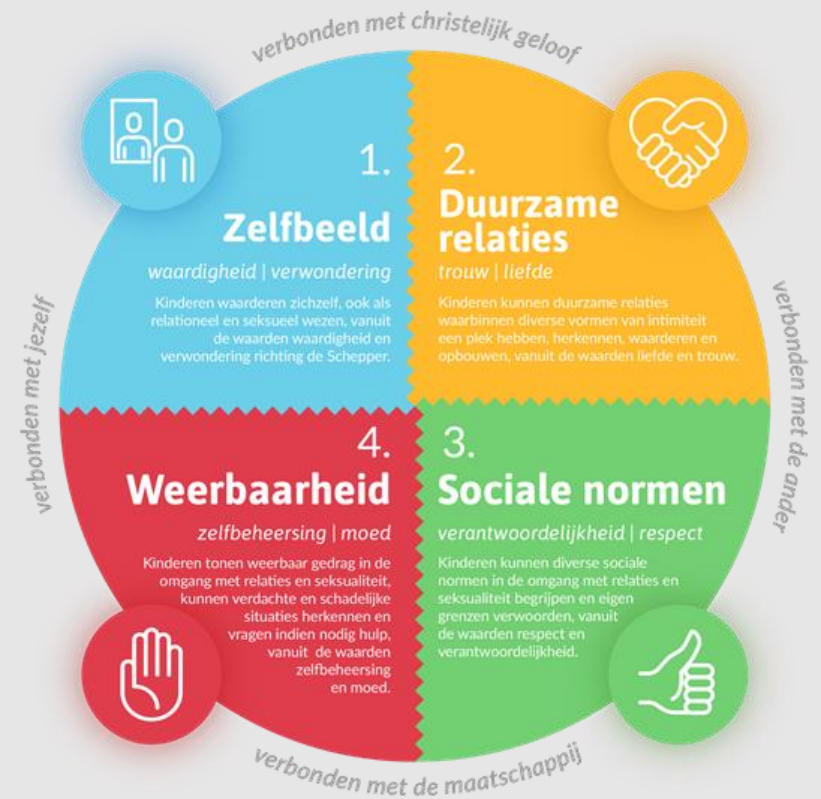 verbonden met christelijk geloof
1.
Zelfbeeld
waardigheid | verwondering
Kinderen waarderen zichzelf, ook als
relationeel en seksueel wezen, vanuit
de waarden waardigheid en
verwondering richting de Schepper.
2.
Duurzame
relaties
trouw | liefde
Kinderen kunnen duurzame relaties
waarbinnen diverse vormen van intimiteit
een plek hebben, herkennen, waarderen en
opbouwen, vanuit de waarden liefde en trouw.
verbonden met jezelf
verbonden met de ander
4.
Weerbaarheid
zelfbeheersing | moed
Kinderen tonen weerbaar gedrag in de
omgang met relaties en seksualiteit,
kunnen verdachte en schadelijke
situaties herkennen en
vragen indien nodig hulp,
vanuit de waarden
zelfbeheersing
en moed.
3.
Sociale normen
verantwoordelijkheid | respect
Kinderen kunnen diverse sociale
normen in de omgang met relaties en
seksualiteit begrijpen en eigen
grenzen verwoorden, vanuit
de waarden respect en
verantwoordelijkheid.
verbonden met de maatschappij